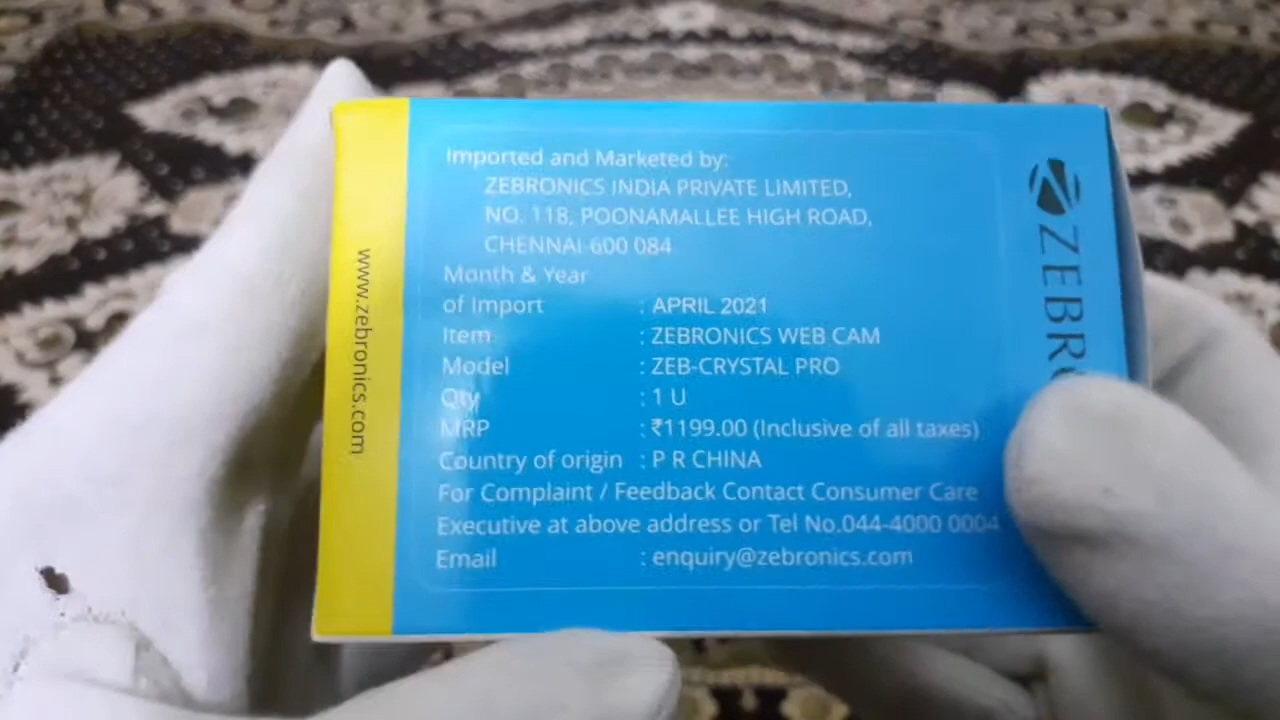 Imported and Marketed by:
ZEBRONICS INDIA PRIVATE LIMITED,
NO. 118, POONAMALLEE HIGH ROAD,
CHENNAI-600 084
Month & Year
of Import : APRIL 2021
Item : ZEBRONICS WEB CAM
Model : ZEB-CRYSTAL PRO
Qty : 1 U
MRP : ₹1199.00 (Inclusive of all taxes)
Country of origin : P R CHINA
For Complaint / Feedback Contact Consumer Care
Executive at above address or Tel No.044-4000 0004
Email : enquiry@zebronics.com
www.zebronics.com
ZEBR